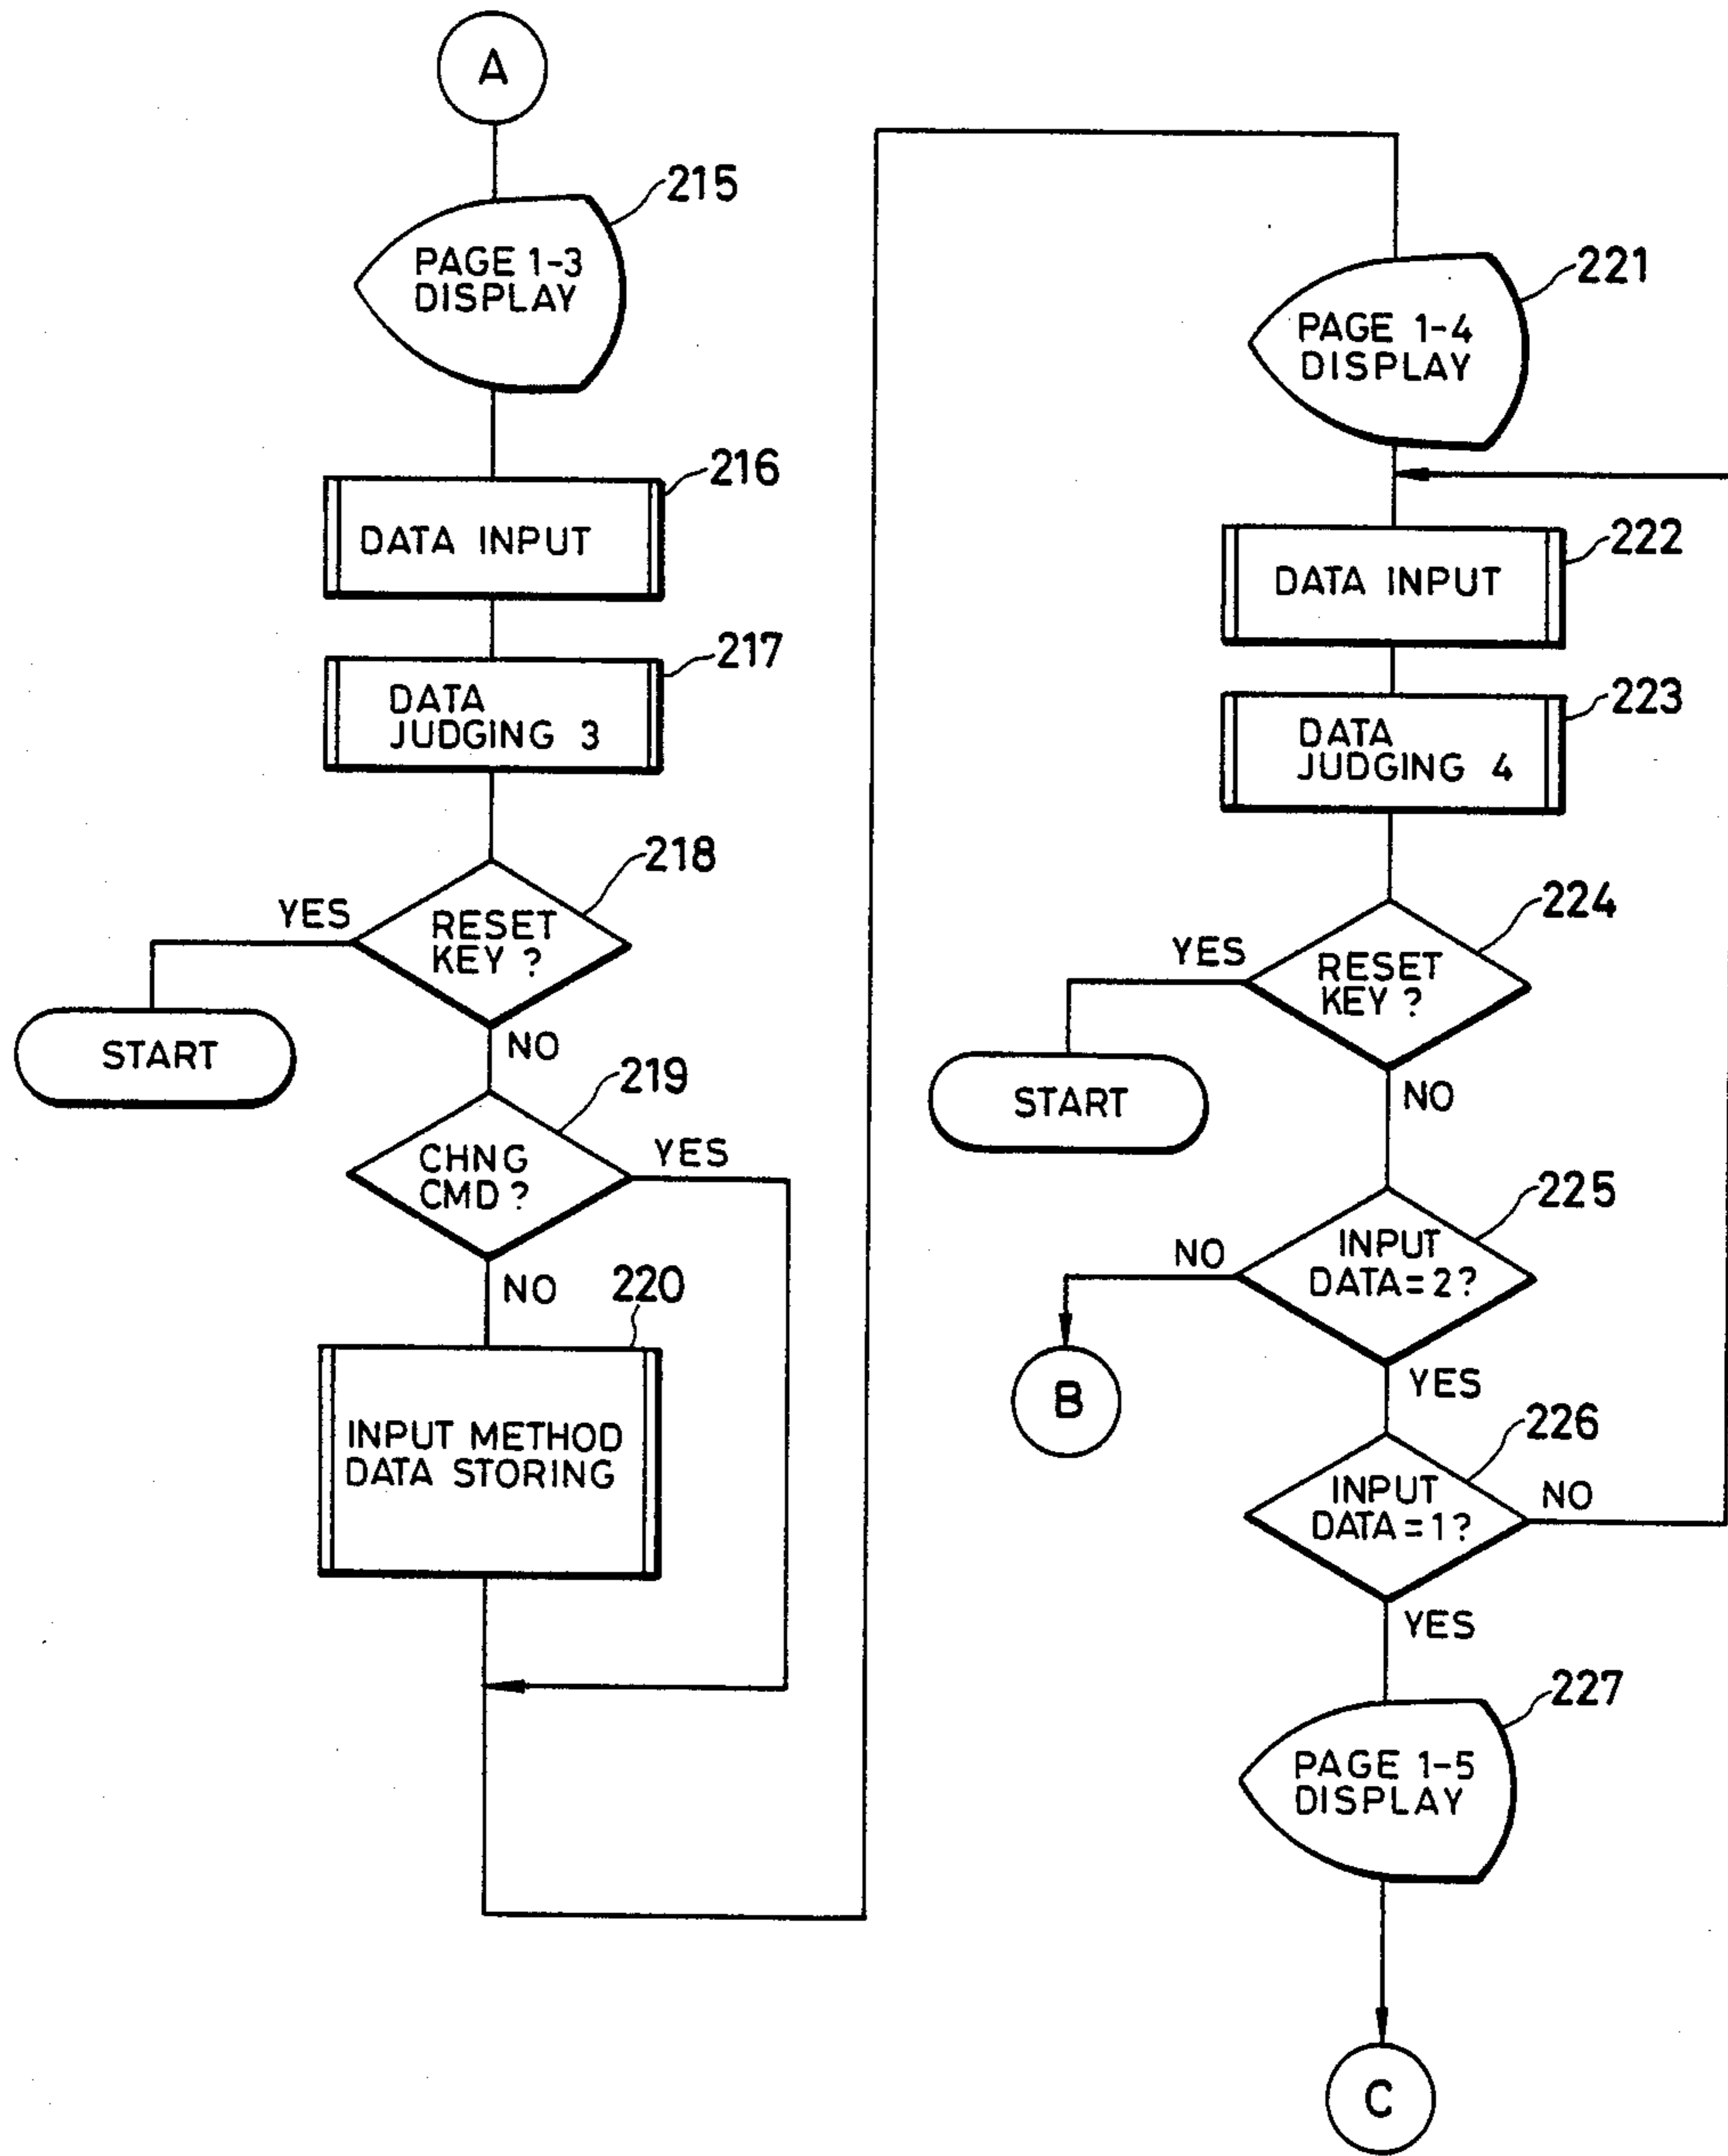 A
215
PAGE 1-3
DISPLAY
216
DATA INPUT
217
DATA
JUDGING 3
218
YES
RESET
KEY?
START
NO
219
CHNG
CMD?
YES
NO
220
INPUT METHOD
DATA STORING
221
PAGE 1-4
DISPLAY
222
DATA INPUT
223
DATA
JUDGING 4
224
YES
RESET
KEY?
START
NO
225
NO
INPUT
DATA=2?
B
YES
226
INPUT
DATA=1?
NO
YES
227
PAGE 1-5
DISPLAY
C